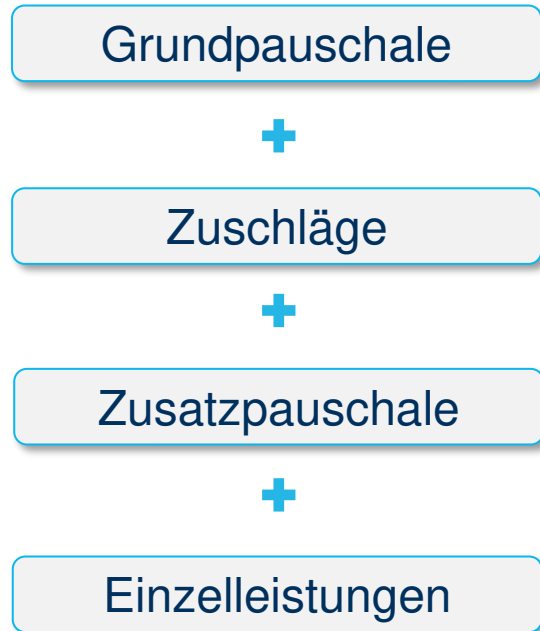 Grundpauschale
+
Zuschläge
+
Zusatzpauschale
+
Einzelleistungen